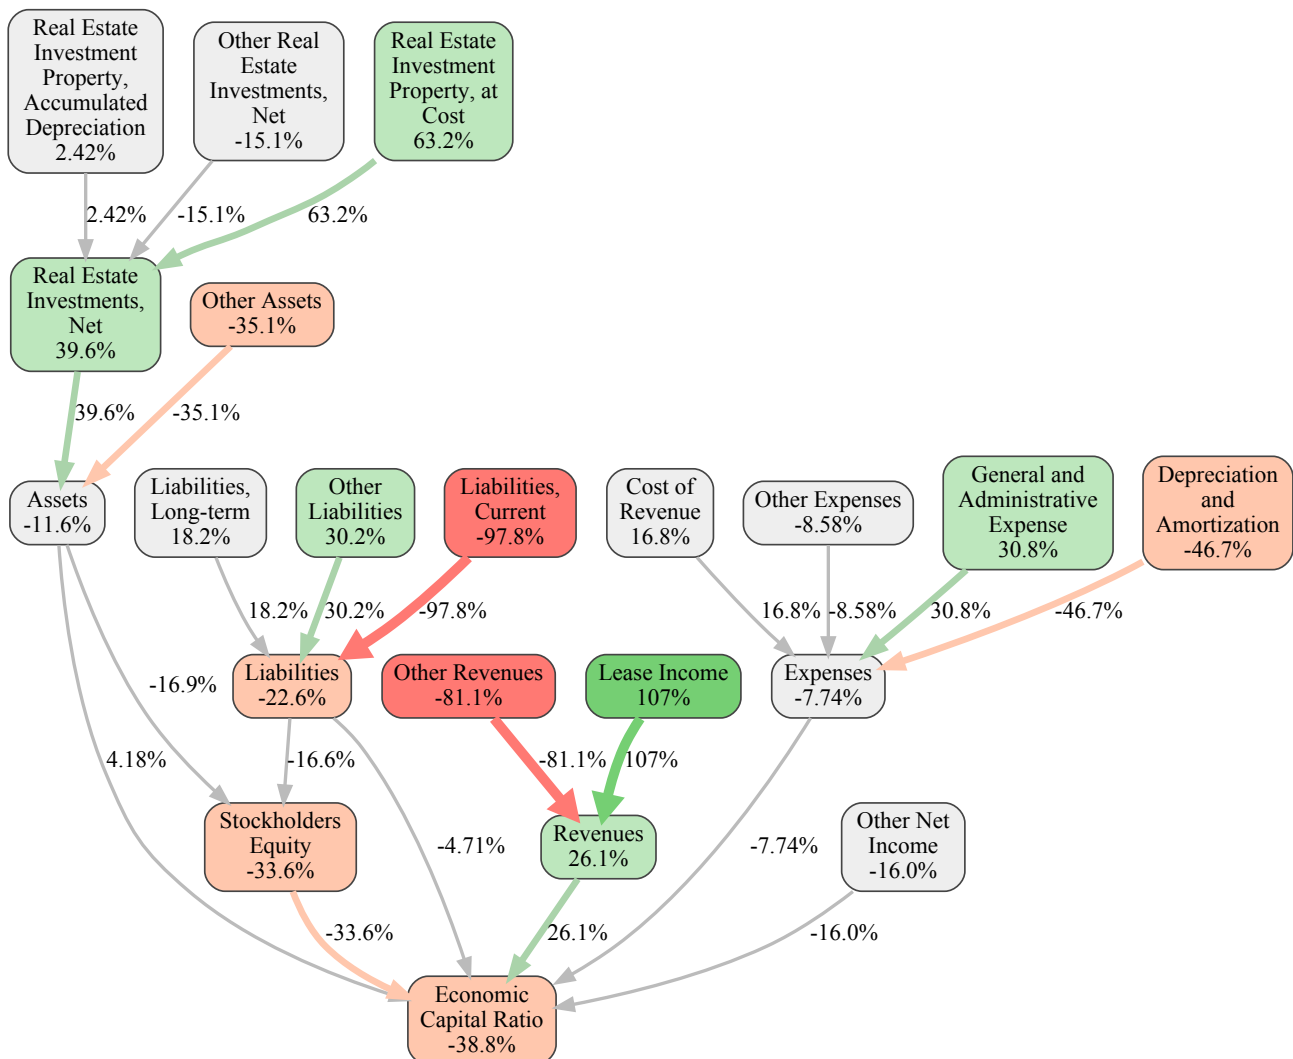 Real Estate
Investment
Property,
Accumulated
Depreciation
2.42%
Other Real
Estate
Investments,
Net
-15.1%
Real Estate
Investment
Property, at
Cost
63.2%
2.42%
-15.1%
63.2%
Real Estate
Investments,
Net
39.6%
Other Assets
-35.1%
39.6%
-35.1%
Assets
-11.6%
Liabilities,
Long-term
18.2%
Other
Liabilities
30.2%
Liabilities,
Current
-97.8%
Cost of
Revenue
16.8%
Other Expenses
-8.58%
General and
Administrative
Expense
30.8%
Depreciation
and
Amortization
-46.7%
18.2%
30.2%
-97.8%
16.8%
-8.58%
30.8%
-46.7%
Liabilities
-22.6%
Other Revenues
-81.1%
Lease Income
107%
Expenses
-7.74%
-16.9%
4.18%
-16.6%
-81.1%
107%
Stockholders
Equity
-33.6%
-4.71%
Revenues
26.1%
-7.74%
Other Net
Income
-16.0%
-33.6%
26.1%
-16.0%
Economic
Capital Ratio
-38.8%